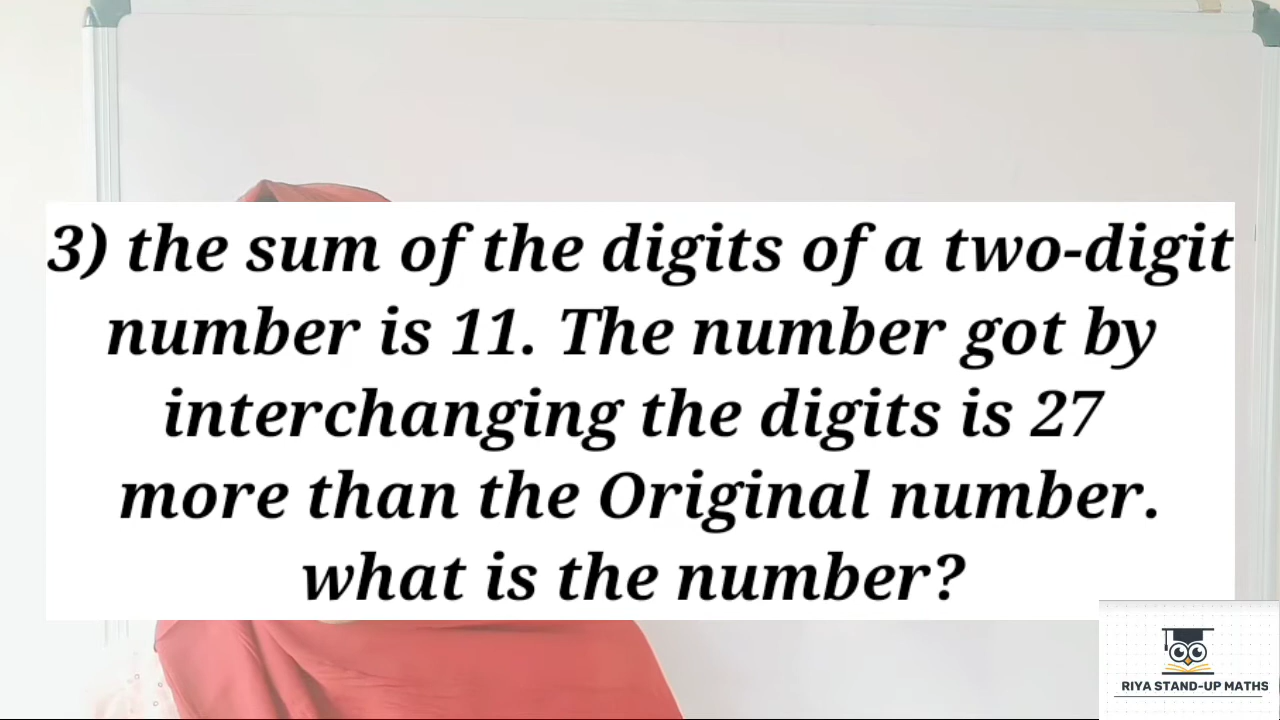 3) the sum of the digits of a two-digit
number is 11. The number got by
interchanging the digits is 27
more than the Original number.
what is the number?
RIYA STAND-UP MATHS